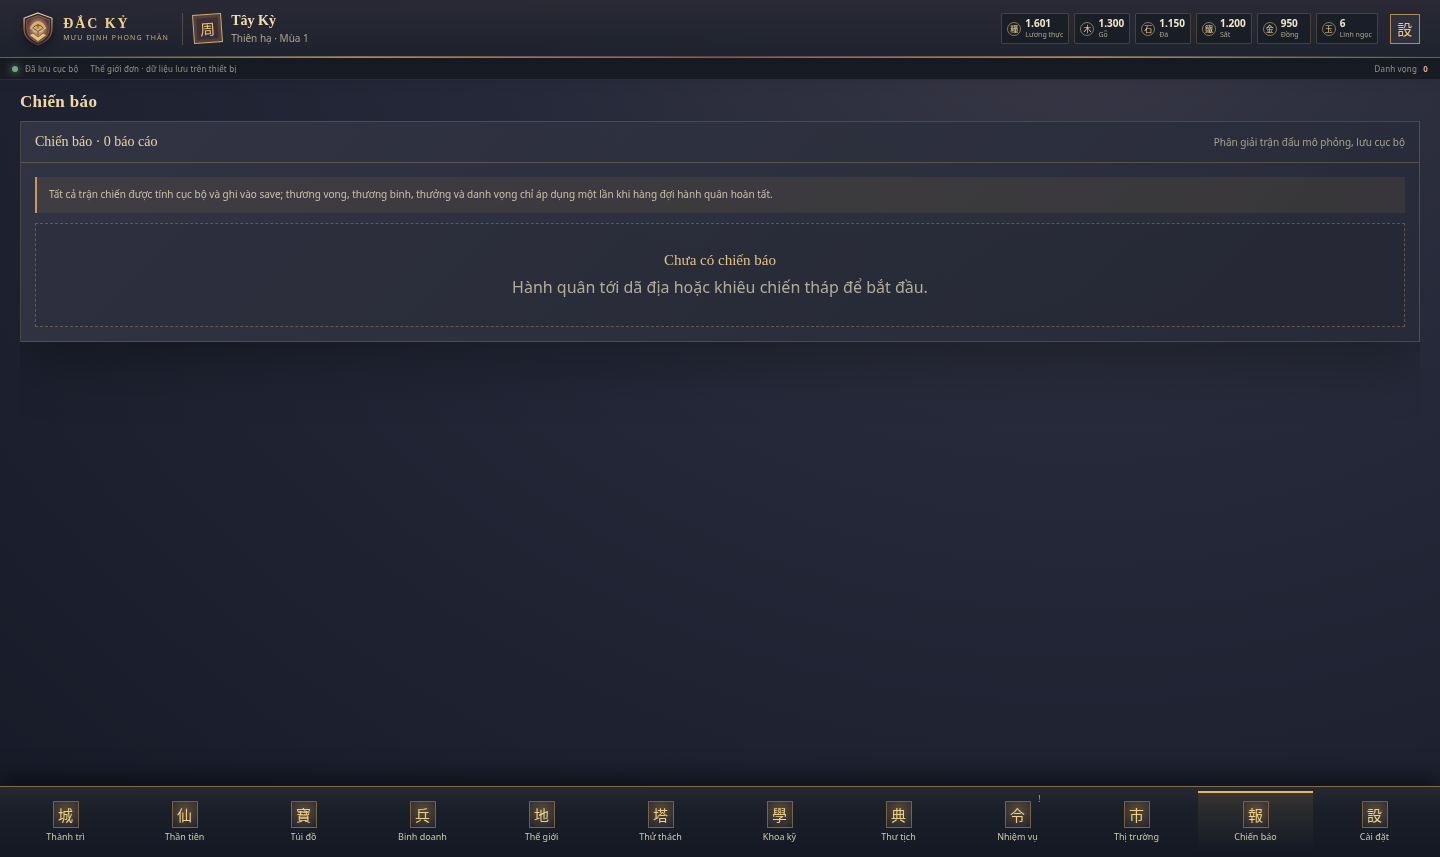 ĐẮC KỶ
MƯU ĐỊNH PHONG THẦN
周
Tây Kỳ
Thiên hạ · Mùa 1
糧 1.601 Lương thực
木 1.300 Gỗ
石 1.150 Đá
鐵 1.200 Sắt
金 950 Đồng
玉 6 Linh ngọc
設
Đã lưu cục bộ Thế giới đơn · dữ liệu lưu trên thiết bị
Danh vọng 0
Chiến báo
Chiến báo · 0 báo cáo
Phân giải trận đấu mô phỏng, lưu cục bộ
Tất cả trận chiến được tính cục bộ và ghi vào save; thương vong, thương binh, thưởng và danh vọng chỉ áp dụng một lần khi hàng đợi hành quân hoàn tất.
Chưa có chiến báo
Hành quân tới dã địa hoặc khiêu chiến tháp để bắt đầu.
城 Thành trì
仙 Thần tiên
寶 Túi đồ
兵 Binh doanh
地 Thế giới
塔 Thử thách
學 Khoa kỹ
典 Thư tịch
令 Nhiệm vụ !
市 Thị trường
報 Chiến báo
設 Cài đặt